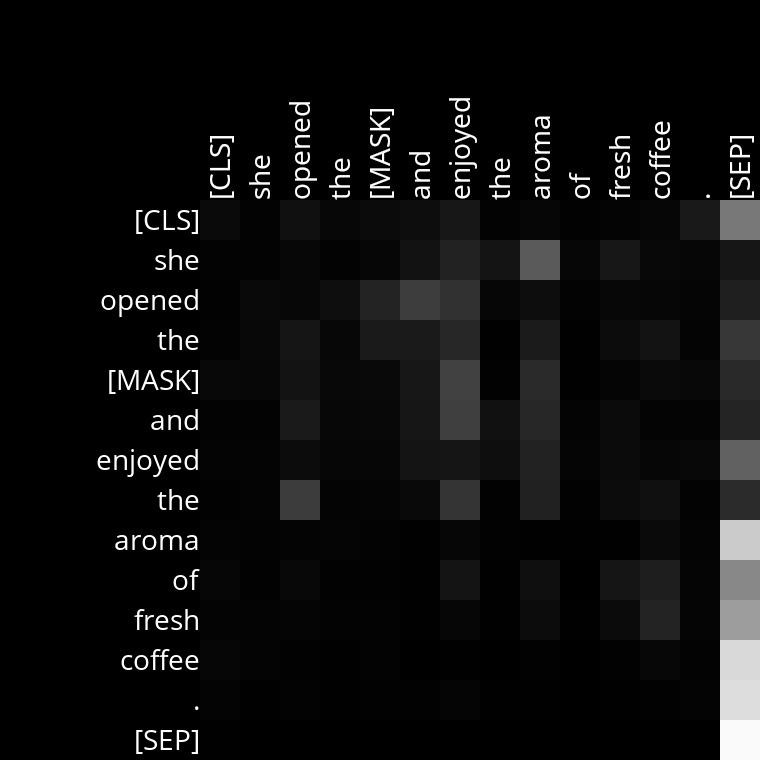 [CLS] she opened the [MASK] and enjoyed the aroma of fresh coffee . [SEP]
[CLS]
she
opened
the
[MASK]
and
enjoyed
the
aroma
of
fresh
coffee
.
[SEP]